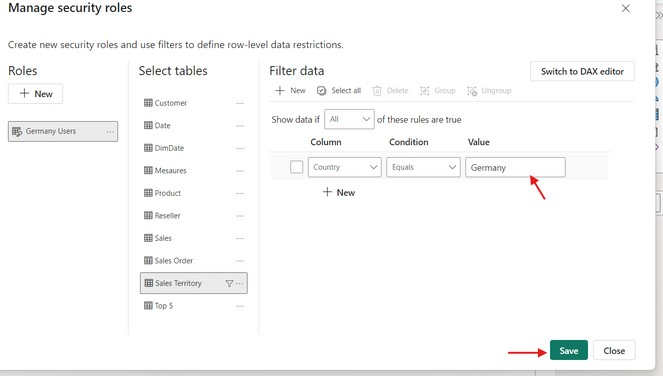 Manage security roles
Create new security roles and use filters to define row-level data restrictions.
Roles
+ New
Germany Users
Select tables
Customer
Date
DimDate
Mesaures
Product
Reseller
Sales
Sales Order
Sales Territory
Top 5
Filter data
Switch to DAX editor
+ New Select all Delete Group Ungroup
Show data if All of these rules are true
Column Condition Value
Country Equals Germany
+ New
Save Close